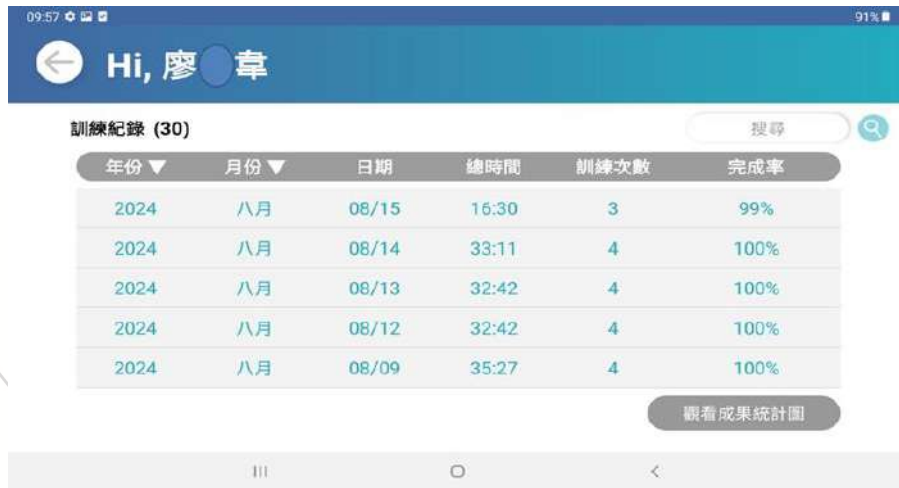 09:57 91%
Hi, 廖 韋
訓練紀錄 (30) 搜尋
年份▼ 月份▼ 日期 總時間 訓練次數 完成率
2024 八月 08/15 16:30 3 99%
2024 八月 08/14 33:11 4 100%
2024 八月 08/13 32:42 4 100%
2024 八月 08/12 32:42 4 100%
2024 八月 08/09 35:27 4 100%
觀看成果統計圖